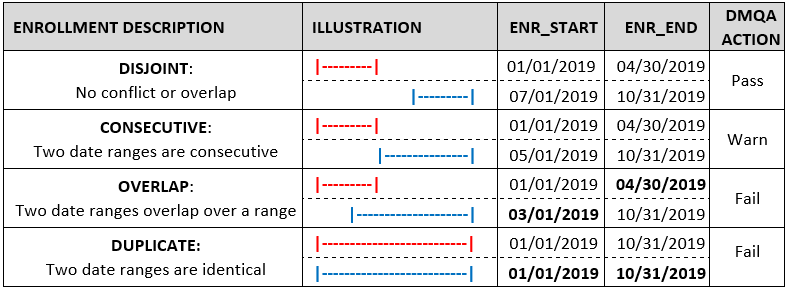 ENROLLMENT DESCRIPTION ILLUSTRATION ENR_START ENR_END DMQA ACTION
DISJOINT: |---------| 01/01/2019 04/30/2019
No conflict or overlap |---------| 07/01/2019 10/31/2019 Pass
CONSECUTIVE: |---------| 01/01/2019 04/30/2019
Two date ranges are consecutive |--------------| 05/01/2019 10/31/2019 Warn
OVERLAP: |---------| 01/01/2019 04/30/2019
Two date ranges overlap over a range |------------------| 03/01/2019 10/31/2019 Fail
DUPLICATE: |-----------------------| 01/01/2019 10/31/2019
Two date ranges are identical |-----------------------| 01/01/2019 10/31/2019 Fail